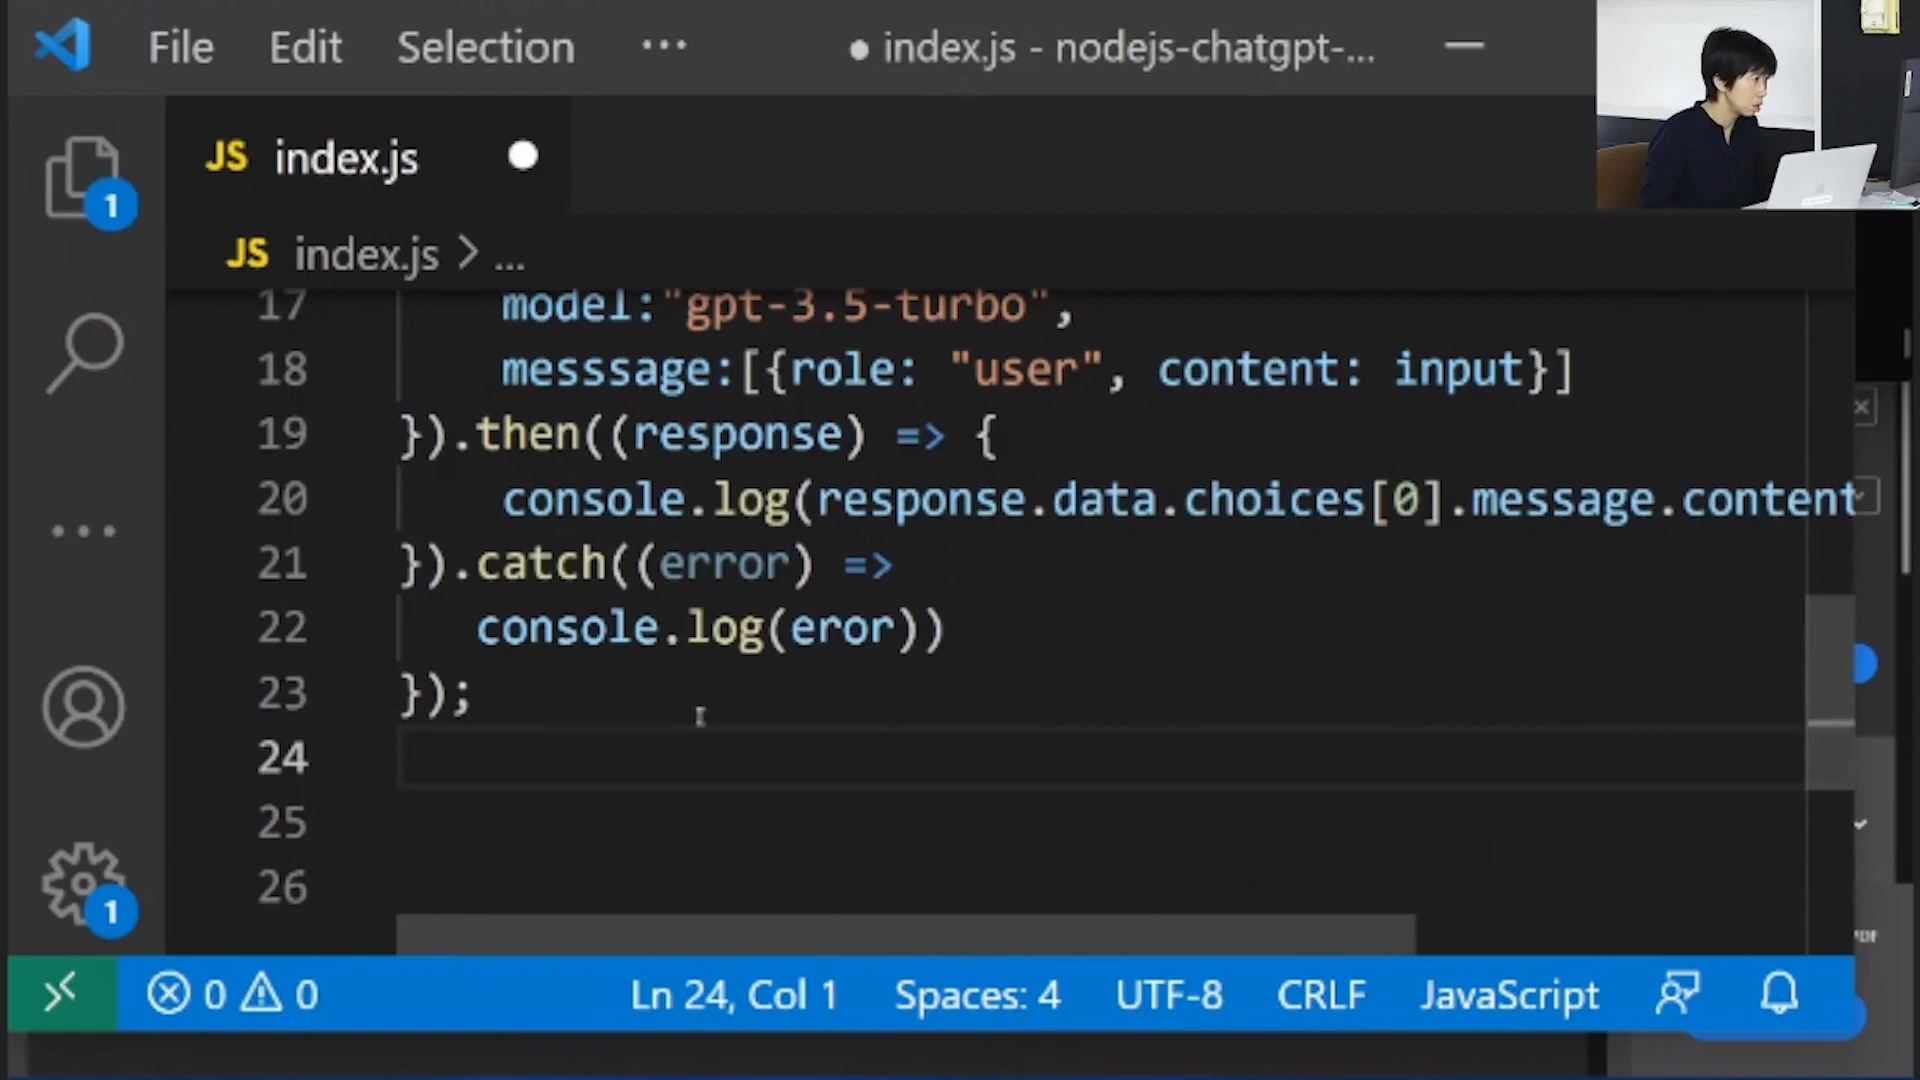 File Edit Selection ··· ● index.js - nodejs-chatgpt-...
JS index.js
1
JS index.js > ...
17 model:"gpt-3.5-turbo",
18 messsage:[{role: "user", content: input}]
19 }).then((response) => {
20 console.log(response.data.choices[0].message.content
21 }).catch((error) =>
22 console.log(eror))
23 });
24
25
26
1
0 0 Ln 24, Col 1 Spaces: 4 UTF-8 CRLF JavaScript